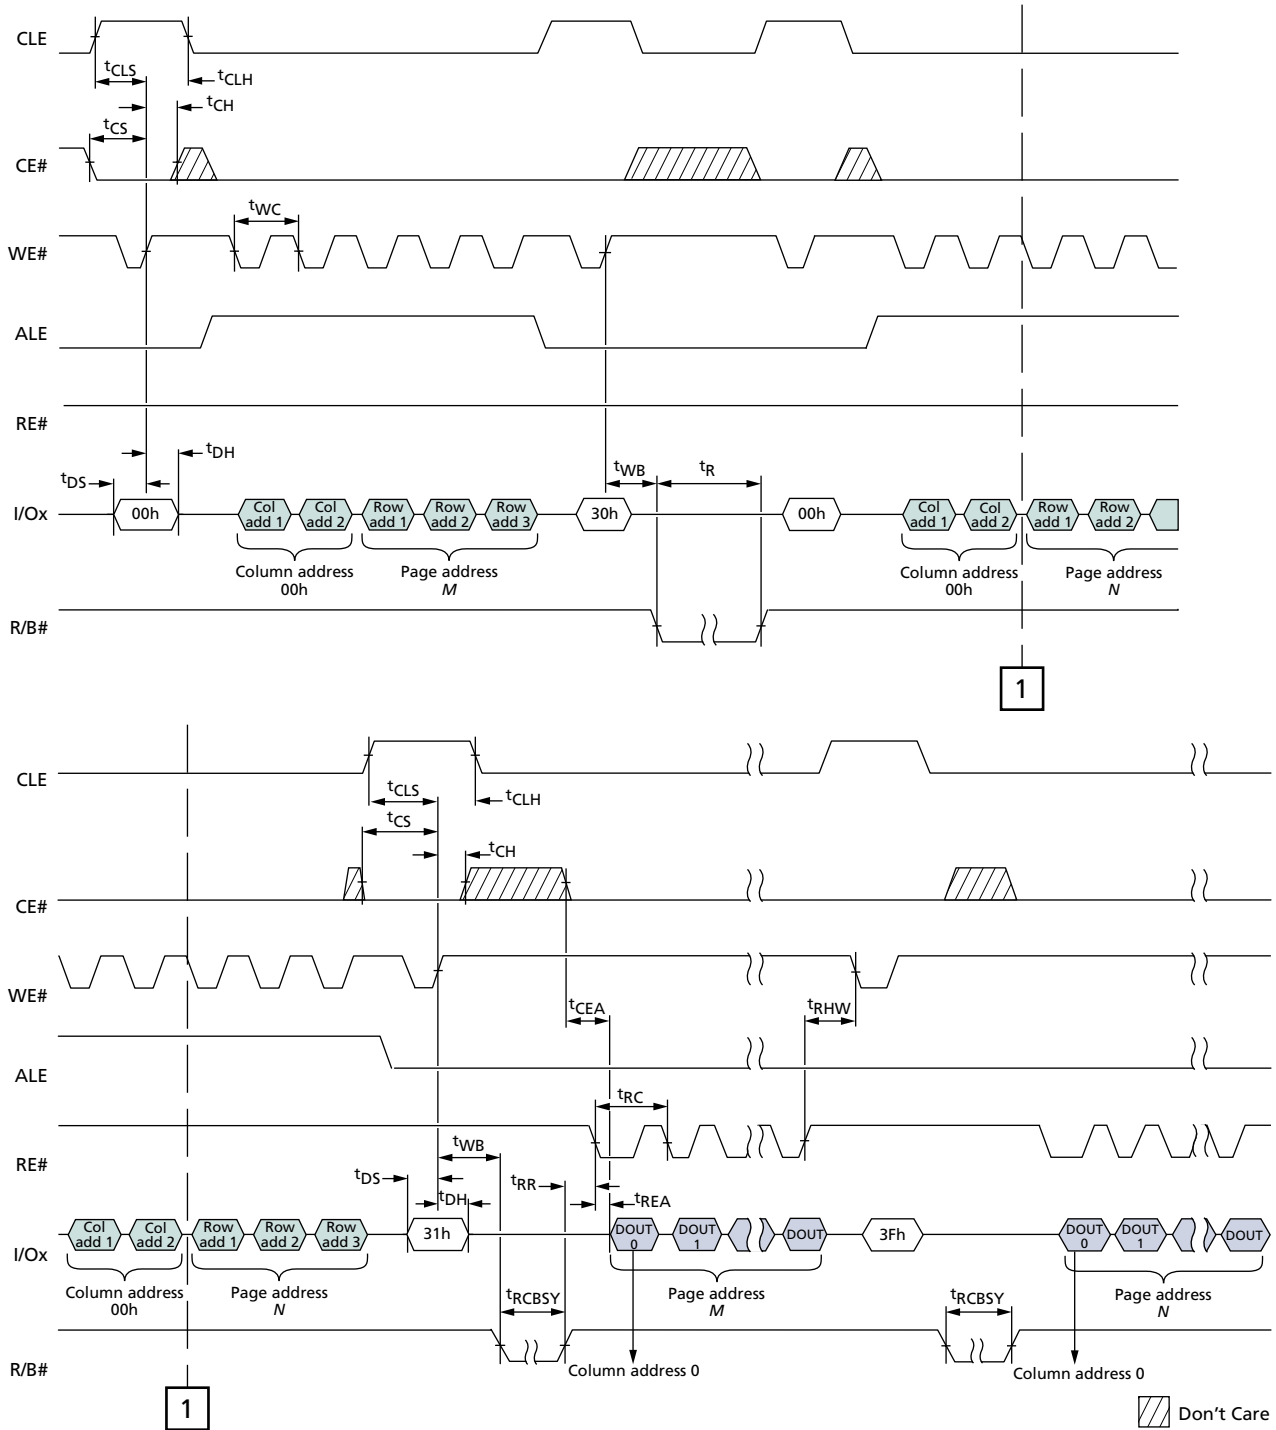 CLE
tCLS
tCLH
tCH
tCS
CE#
tWC
WE#
ALE
RE#
tDH
tDS
tWB
tR
I/Ox
00h
Col add 1
Col add 2
Row add 1
Row add 2
Row add 3
30h
00h
Col add 1
Col add 2
Row add 1
Row add 2
Column address
00h
Page address
M
Column address
00h
Page address
N
R/B#
1
CLE
tCLS
tCLH
tCS
tCH
CE#
WE#
tCEA
tRHW
ALE
tRC
RE#
tWB
tDS
tRR
tDH
tREA
I/Ox
Col add 1
Col add 2
Row add 1
Row add 2
Row add 3
31h
DOUT 0
DOUT 1
DOUT
3Fh
DOUT 0
DOUT 1
DOUT
Column address
00h
Page address
N
Page address
M
Page address
N
tRCBSY
tRCBSY
R/B#
Column address 0
Column address 0
1
Don't Care